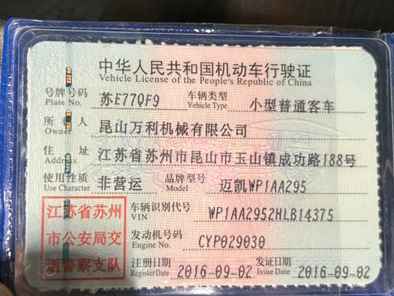 中华人民共和国机动车行驶证
Vehicle License of the People's Republic of China
号牌号码 苏E77QF9 车辆类型 小型普通客车
Plate No. Vehicle Type
所有人 昆山万利机械有限公司
Owner
住址 江苏省苏州市昆山市玉山镇成功路188号
Address
使用性质 非营运 品牌型号 迈凯WP1AA295
Use Character Model
江苏省苏州 车辆识别代号 WP1AA2952HLB14375
VIN
市公安局交 发动机号码 CYP029030
Engine No.
通警察支队 注册日期 2016-09-02 发证日期 2016-09-02
Register Date Issue Date